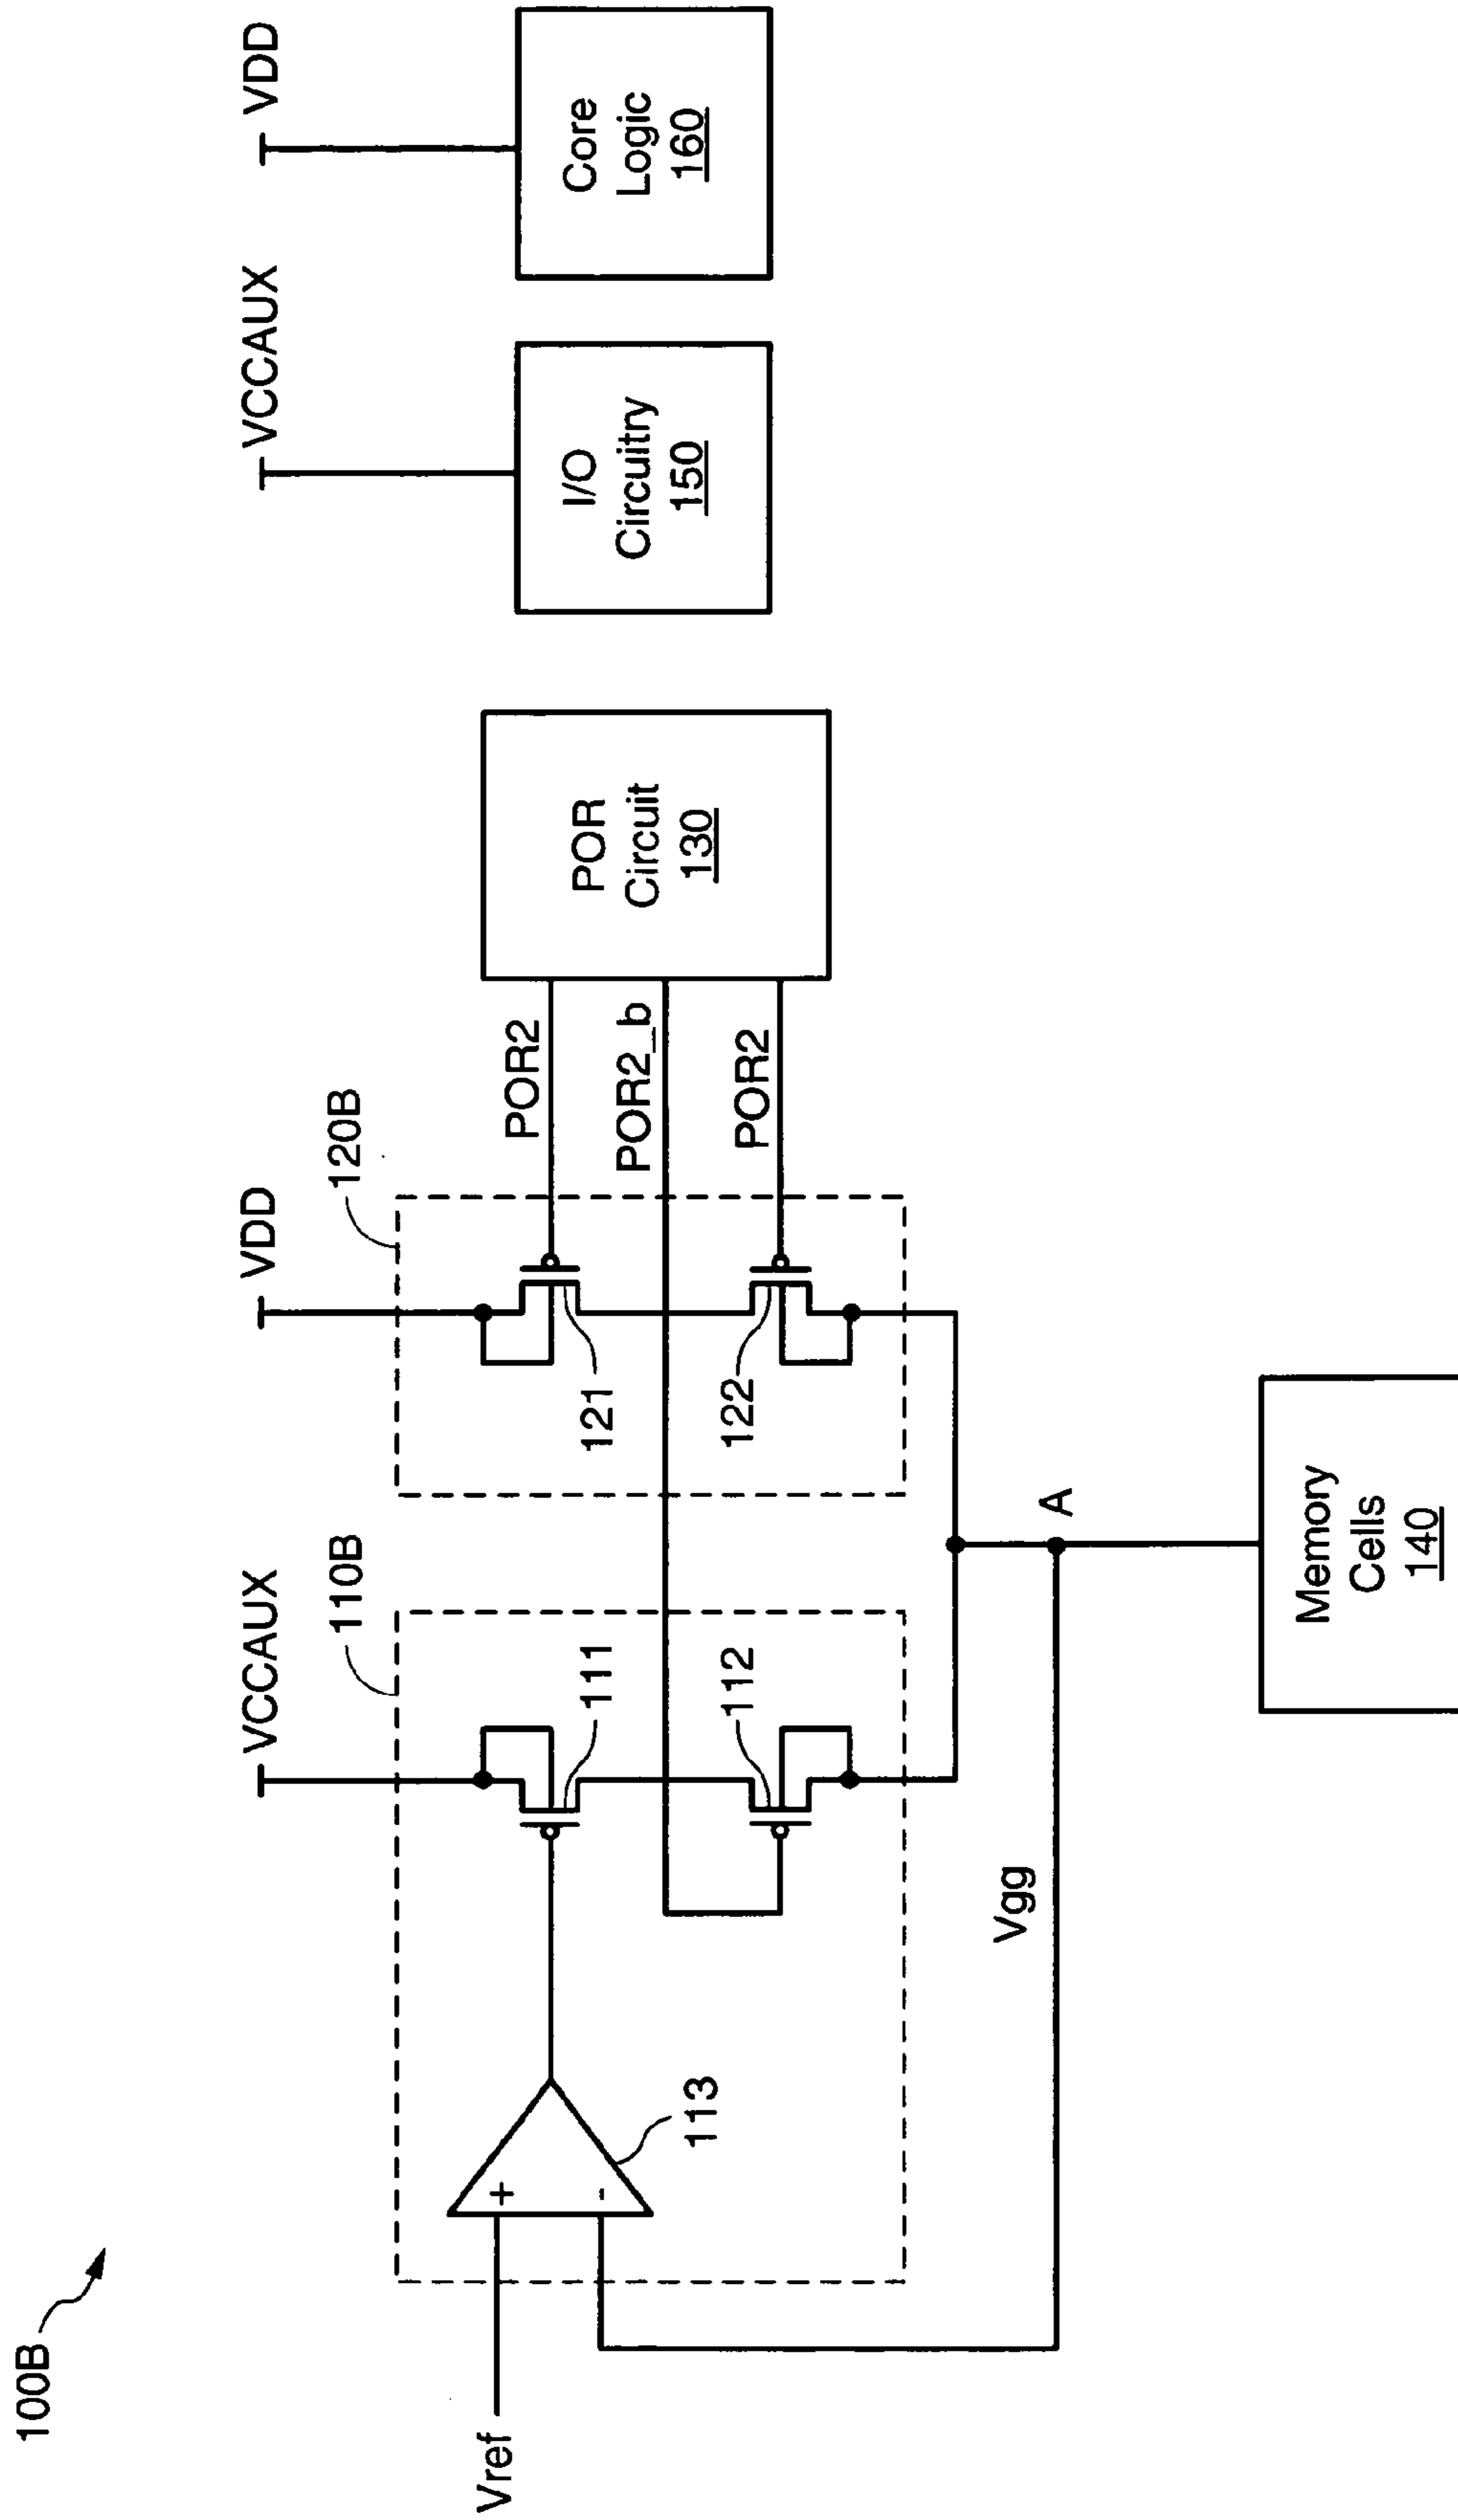 100B
VCCAUX
VDD
VCCAUX
VDD
110B
120B
Vref
+
-
113
111
112
121
122
POR2
POR2_b
POR2
POR
Circuit
130
I/O
Circuitry
150
Core
Logic
160
Vgg
A
Memory
Cells
140